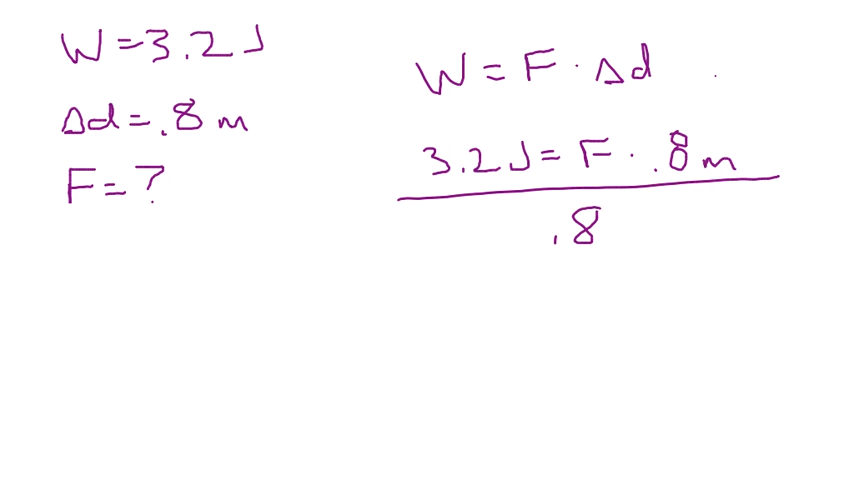 W = 3.2 J
Δd = .8 m
F = ?
W = F · Δd
3.2 J = F · .8 m
.8